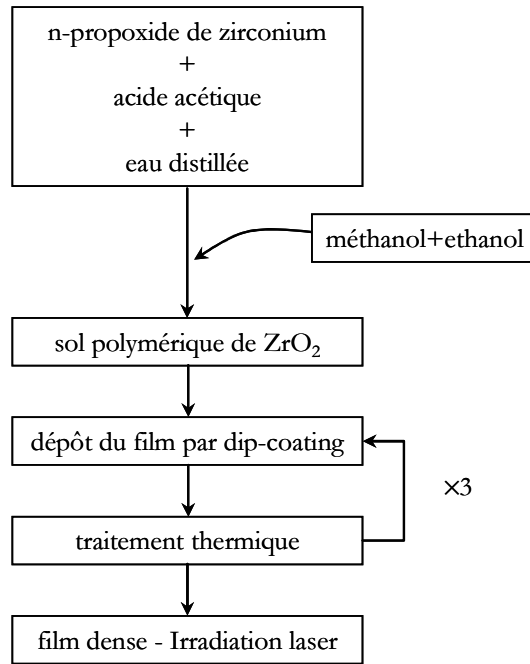 n-propoxide de zirconium
+
acide acétique
+
eau distillée
méthanol+ethanol
sol polymérique de ZrO₂
dépôt du film par dip-coating
×3
traitement thermique
film dense - Irradiation laser